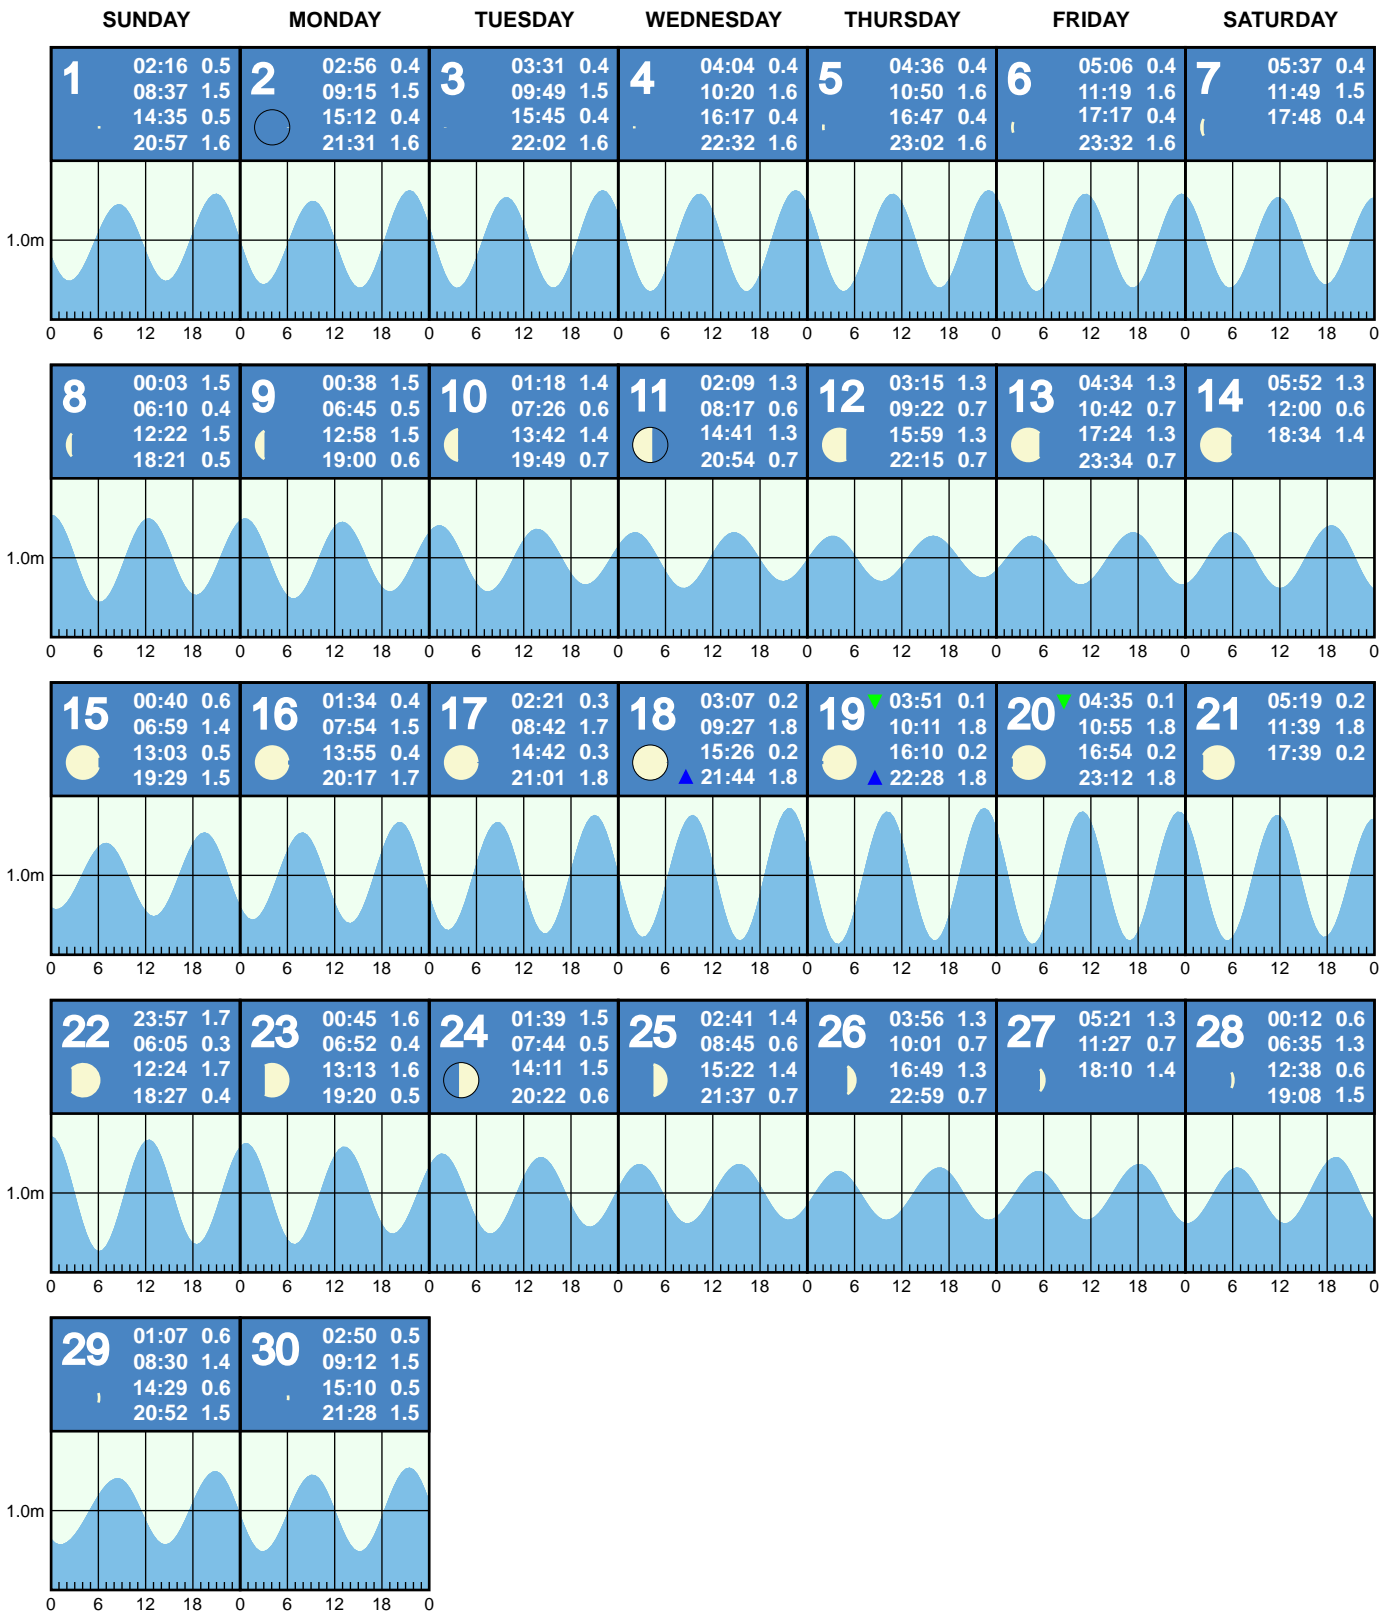 SUNDAY MONDAY TUESDAY WEDNESDAY THURSDAY FRIDAY SATURDAY
1 02:16 0.5
08:37 1.5
14:35 0.5
20:57 1.6
2 02:56 0.4
09:15 1.5
15:12 0.4
21:31 1.6
3 03:31 0.4
09:49 1.5
15:45 0.4
22:02 1.6
4 04:04 0.4
10:20 1.6
16:17 0.4
22:32 1.6
5 04:36 0.4
10:50 1.6
16:47 0.4
23:02 1.6
6 05:06 0.4
11:19 1.6
17:17 0.4
23:32 1.6
7 05:37 0.4
11:49 1.5
17:48 0.4
1.0m
0 6 12 18 0 6 12 18 0 6 12 18 0 6 12 18 0 6 12 18 0 6 12 18 0 6 12 18 0
8 00:03 1.5
06:10 0.4
12:22 1.5
18:21 0.5
9 00:38 1.5
06:45 0.5
12:58 1.5
19:00 0.6
10 01:18 1.4
07:26 0.6
13:42 1.4
19:49 0.7
11 02:09 1.3
08:17 0.6
14:41 1.3
20:54 0.7
12 03:15 1.3
09:22 0.7
15:59 1.3
22:15 0.7
13 04:34 1.3
10:42 0.7
17:24 1.3
23:34 0.7
14 05:52 1.3
12:00 0.6
18:34 1.4
1.0m
0 6 12 18 0 6 12 18 0 6 12 18 0 6 12 18 0 6 12 18 0 6 12 18 0 6 12 18 0
15 00:40 0.6
06:59 1.4
13:03 0.5
19:29 1.5
16 01:34 0.4
07:54 1.5
13:55 0.4
20:17 1.7
17 02:21 0.3
08:42 1.7
14:42 0.3
21:01 1.8
18 03:07 0.2
09:27 1.8
15:26 0.2
21:44 1.8
19 03:51 0.1
10:11 1.8
16:10 0.2
22:28 1.8
20 04:35 0.1
10:55 1.8
16:54 0.2
23:12 1.8
21 05:19 0.2
11:39 1.8
17:39 0.2
1.0m
0 6 12 18 0 6 12 18 0 6 12 18 0 6 12 18 0 6 12 18 0 6 12 18 0 6 12 18 0
22 23:57 1.7
06:05 0.3
12:24 1.7
18:27 0.4
23 00:45 1.6
06:52 0.4
13:13 1.6
19:20 0.5
24 01:39 1.5
07:44 0.5
14:11 1.5
20:22 0.6
25 02:41 1.4
08:45 0.6
15:22 1.4
21:37 0.7
26 03:56 1.3
10:01 0.7
16:49 1.3
22:59 0.7
27 05:21 1.3
11:27 0.7
18:10 1.4
28 00:12 0.6
06:35 1.3
12:38 0.6
19:08 1.5
1.0m
0 6 12 18 0 6 12 18 0 6 12 18 0 6 12 18 0 6 12 18 0 6 12 18 0 6 12 18 0
29 01:07 0.6
08:30 1.4
14:29 0.6
20:52 1.5
30 02:50 0.5
09:12 1.5
15:10 0.5
21:28 1.5
1.0m
0 6 12 18 0 6 12 18 0